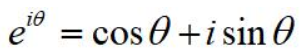 e^{iθ} = cos θ + i sin θ